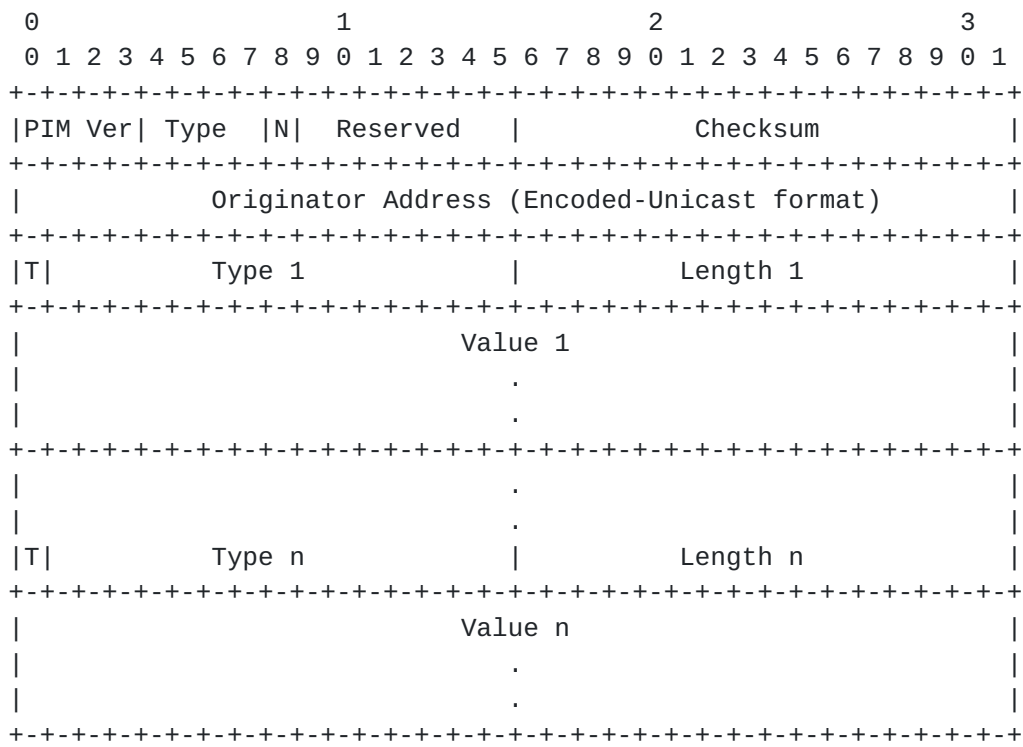 0                   1                   2                   3
 0 1 2 3 4 5 6 7 8 9 0 1 2 3 4 5 6 7 8 9 0 1 2 3 4 5 6 7 8 9 0 1
+-+-+-+-+-+-+-+-+-+-+-+-+-+-+-+-+-+-+-+-+-+-+-+-+-+-+-+-+-+-+-+-+
|PIM Ver| Type  |N|  Reserved   |           Checksum            |
+-+-+-+-+-+-+-+-+-+-+-+-+-+-+-+-+-+-+-+-+-+-+-+-+-+-+-+-+-+-+-+-+
|            Originator Address (Encoded-Unicast format)        |
+-+-+-+-+-+-+-+-+-+-+-+-+-+-+-+-+-+-+-+-+-+-+-+-+-+-+-+-+-+-+-+-+
|T|          Type 1             |          Length 1             |
+-+-+-+-+-+-+-+-+-+-+-+-+-+-+-+-+-+-+-+-+-+-+-+-+-+-+-+-+-+-+-+-+
|                            Value 1                            |
|                               .                               |
|                               .                               |
+-+-+-+-+-+-+-+-+-+-+-+-+-+-+-+-+-+-+-+-+-+-+-+-+-+-+-+-+-+-+-+-+
|                               .                               |
|                               .                               |
|T|          Type n             |          Length n             |
+-+-+-+-+-+-+-+-+-+-+-+-+-+-+-+-+-+-+-+-+-+-+-+-+-+-+-+-+-+-+-+-+
|                            Value n                            |
|                               .                               |
|                               .                               |
+-+-+-+-+-+-+-+-+-+-+-+-+-+-+-+-+-+-+-+-+-+-+-+-+-+-+-+-+-+-+-+-+